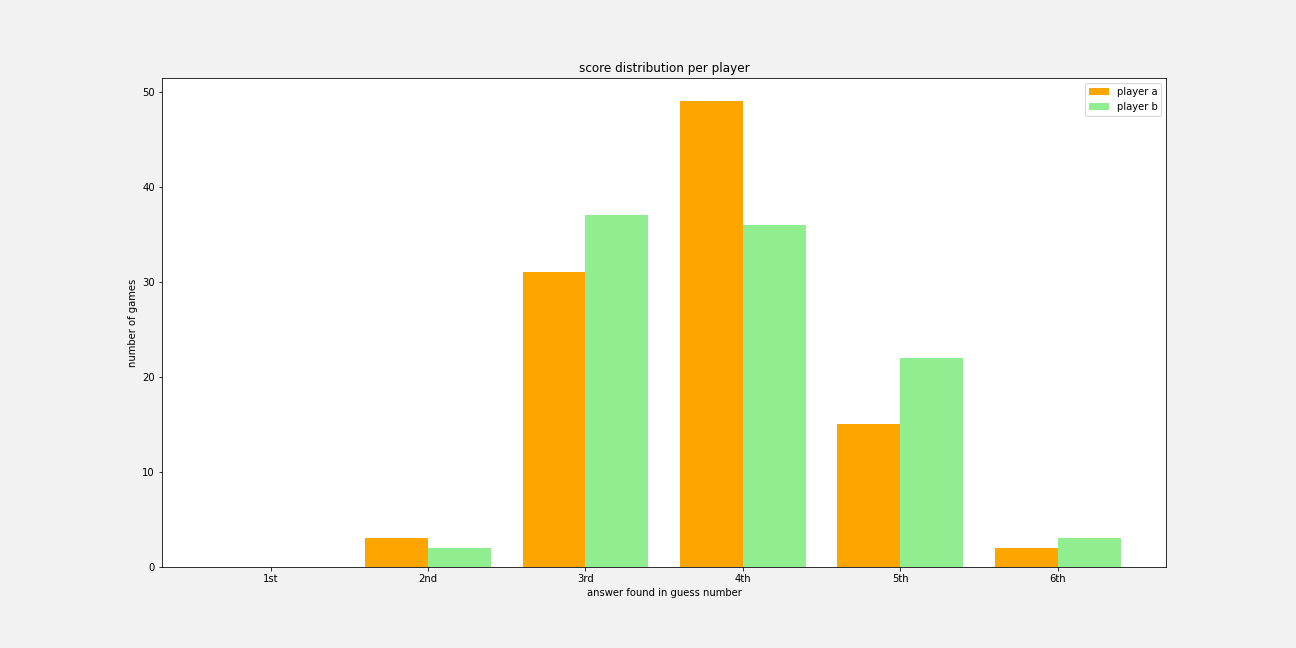 score distribution per player
player a
player b
50
40
30
20
10
0
number of games
1st 2nd 3rd 4th 5th 6th
answer found in guess number